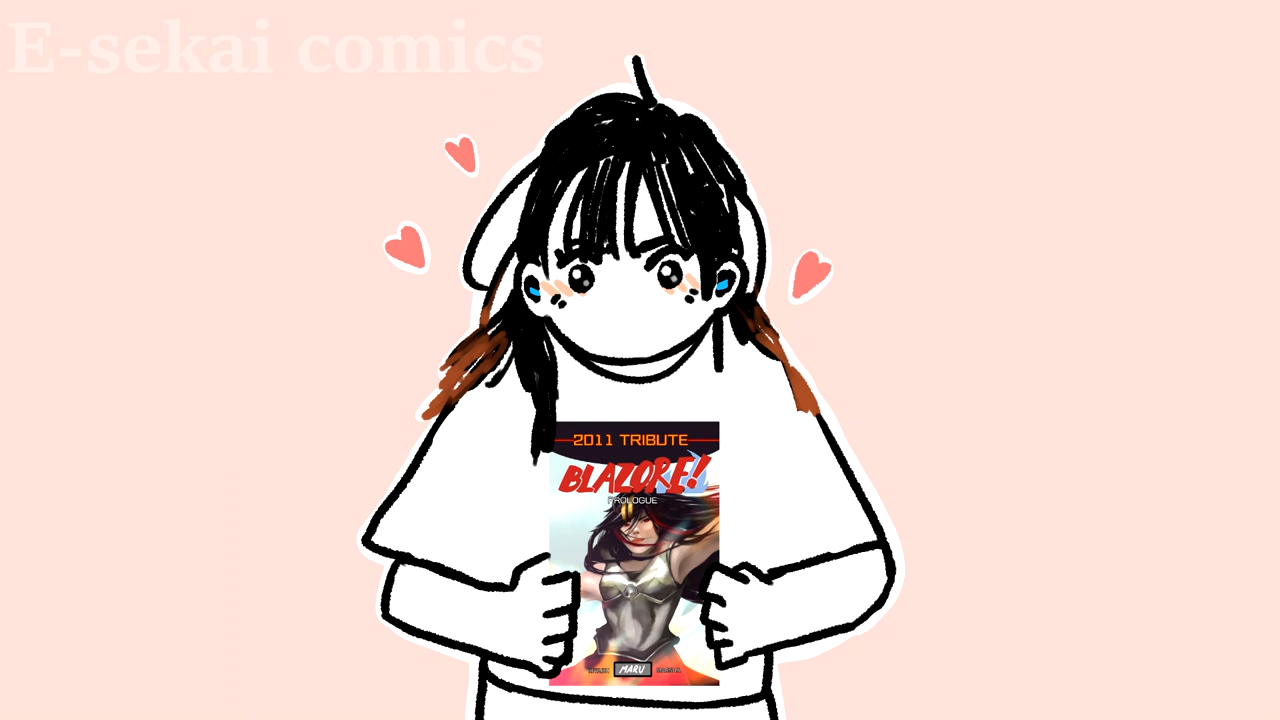 E-sekai comics
2011 TRIBUTE
BLAZORE!
PROLOGUE
MARU